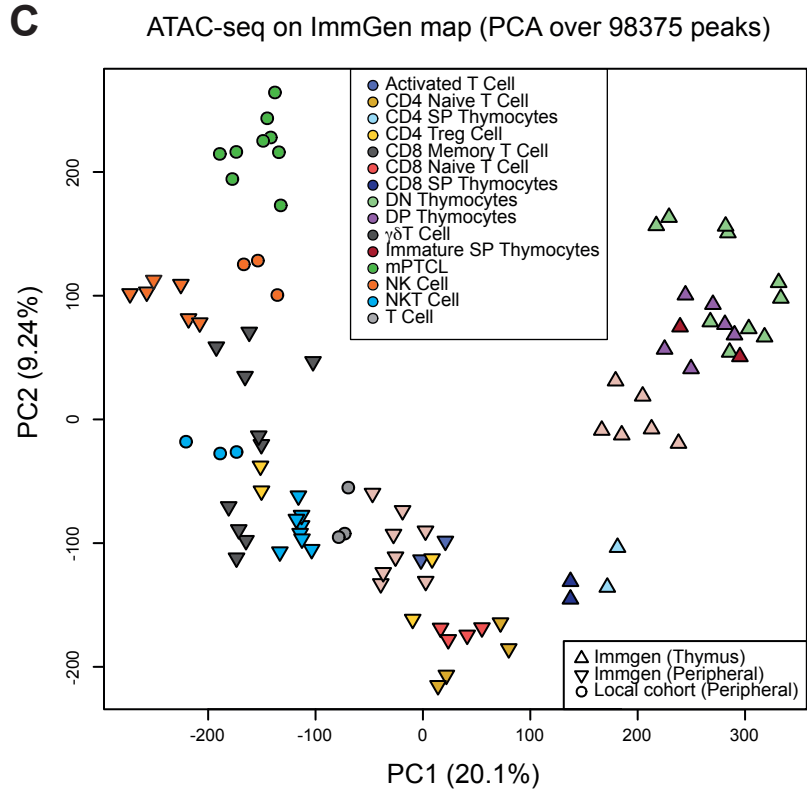 C
ATAC-seq on ImmGen map (PCA over 98375 peaks)
Activated T Cell
CD4 Naive T Cell
CD4 SP Thymocytes
CD4 Treg Cell
CD8 Memory T Cell
CD8 Naive T Cell
CD8 SP Thymocytes
DN Thymocytes
DP Thymocytes
γδT Cell
Immature SP Thymocytes
mPTCL
NK Cell
NKT Cell
T Cell
PC2 (9.24%)
200
100
0
-100
-200
Immgen (Thymus)
Immgen (Peripheral)
Local cohort (Peripheral)
-200 -100 0 100 200 300
PC1 (20.1%)